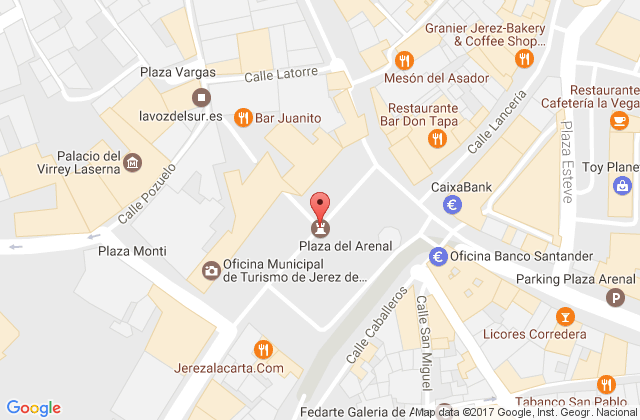 Granier Jerez-Bakery
& Coffee Shop...
Plaza Vargas
Calle Latorre
Mesón del Asador
lavozdelsur.es
Bar Juanito
Restaurante
Bar Don Tapa
Calle Lancería
Restaurante
Cafetería la Vega
Plaza Esteve
Palacio del
Virrey Laserna
Calle Pozuelo
CaixaBank
Toy Plane
Plaza Monti
Plaza del Arenal
Oficina Municipal
de Turismo de Jerez de...
Oficina Banco Santander
Parking Plaza Arenal
P
Calle Caballeros
Calle San
Miguel
Licores Corredera
Jerezalacarta.Com
Tabanco San Pablo
Fedarte Galeria de A
Google
Map data ©2017 Google, Inst. Geogr. Nacional